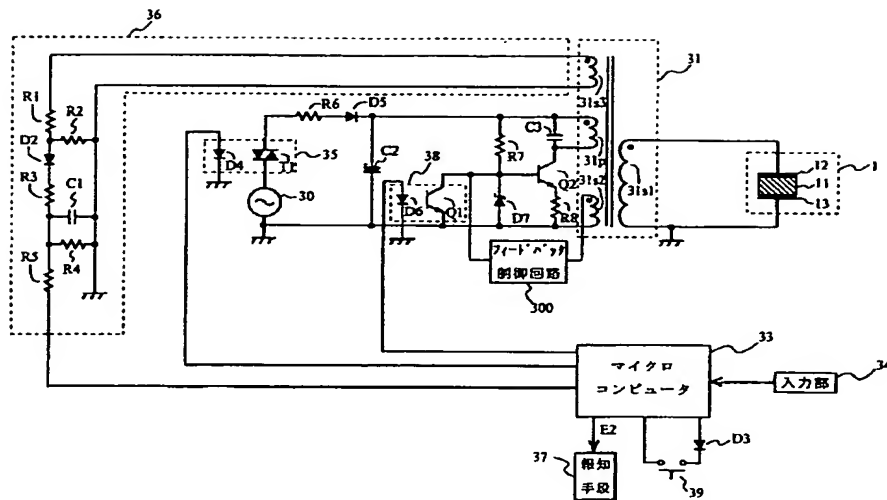 36
31
R1
R2
D2
R3
C1
R4
R5
31s3
R6
D5
C3
31p
R7
D4
35
C2
38
31s2
Q2
30
D6
Q1
D7
R8
31s1
1
12
11
13
フィードバック
制御回路
300
33
マイクロ
コンピュータ
入力部
34
E2
D3
37
報知
手段
39